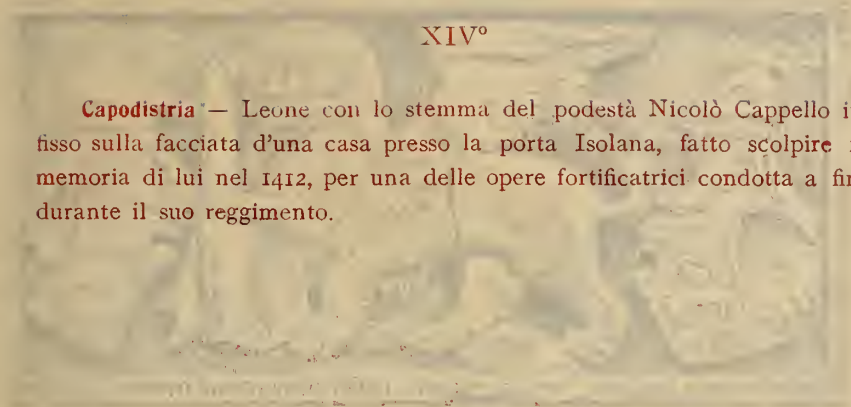 XIVº
Capodistria — Leone con lo stemma del podestà Nicolò Cappello i
fisso sulla facciata d'una casa presso la porta Isolana, fatto scolpire
memoria di lui nel 1412, per una delle opere fortificatrici condotta a fi
durante il suo reggimento.